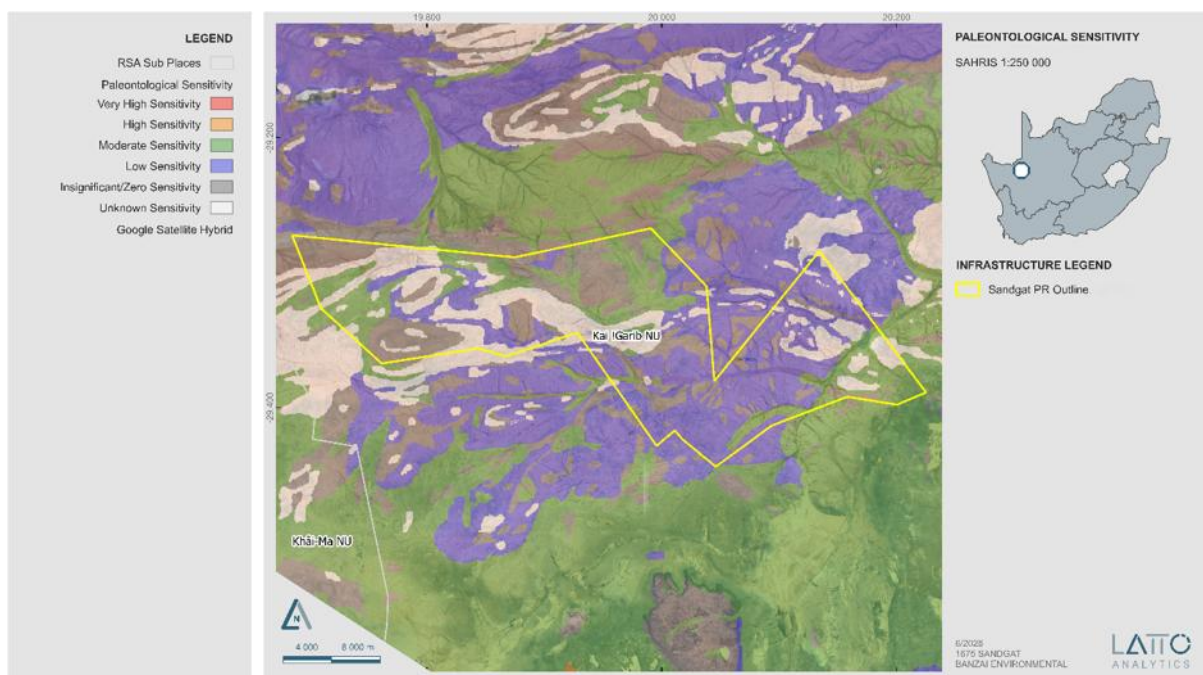 LEGEND
RSA Sub Places
Paleontological Sensitivity
Very High Sensitivity
High Sensitivity
Moderate Sensitivity
Low Sensitivity
Insignificant/Zero Sensitivity
Unknown Sensitivity
Google Satellite Hybrid
19.800
20.000
20.200
-29.200
-29.400
Kai !Garib NU
Khâi-Ma NU
N
4 000 8 000 m
PALEONTOLOGICAL SENSITIVITY
SAHRIS 1:250 000
INFRASTRUCTURE LEGEND
Sandgat PR Outline
1675 SANDGAT
BANZAI ENVIRONMENTAL
LATTO
ANALYTICS